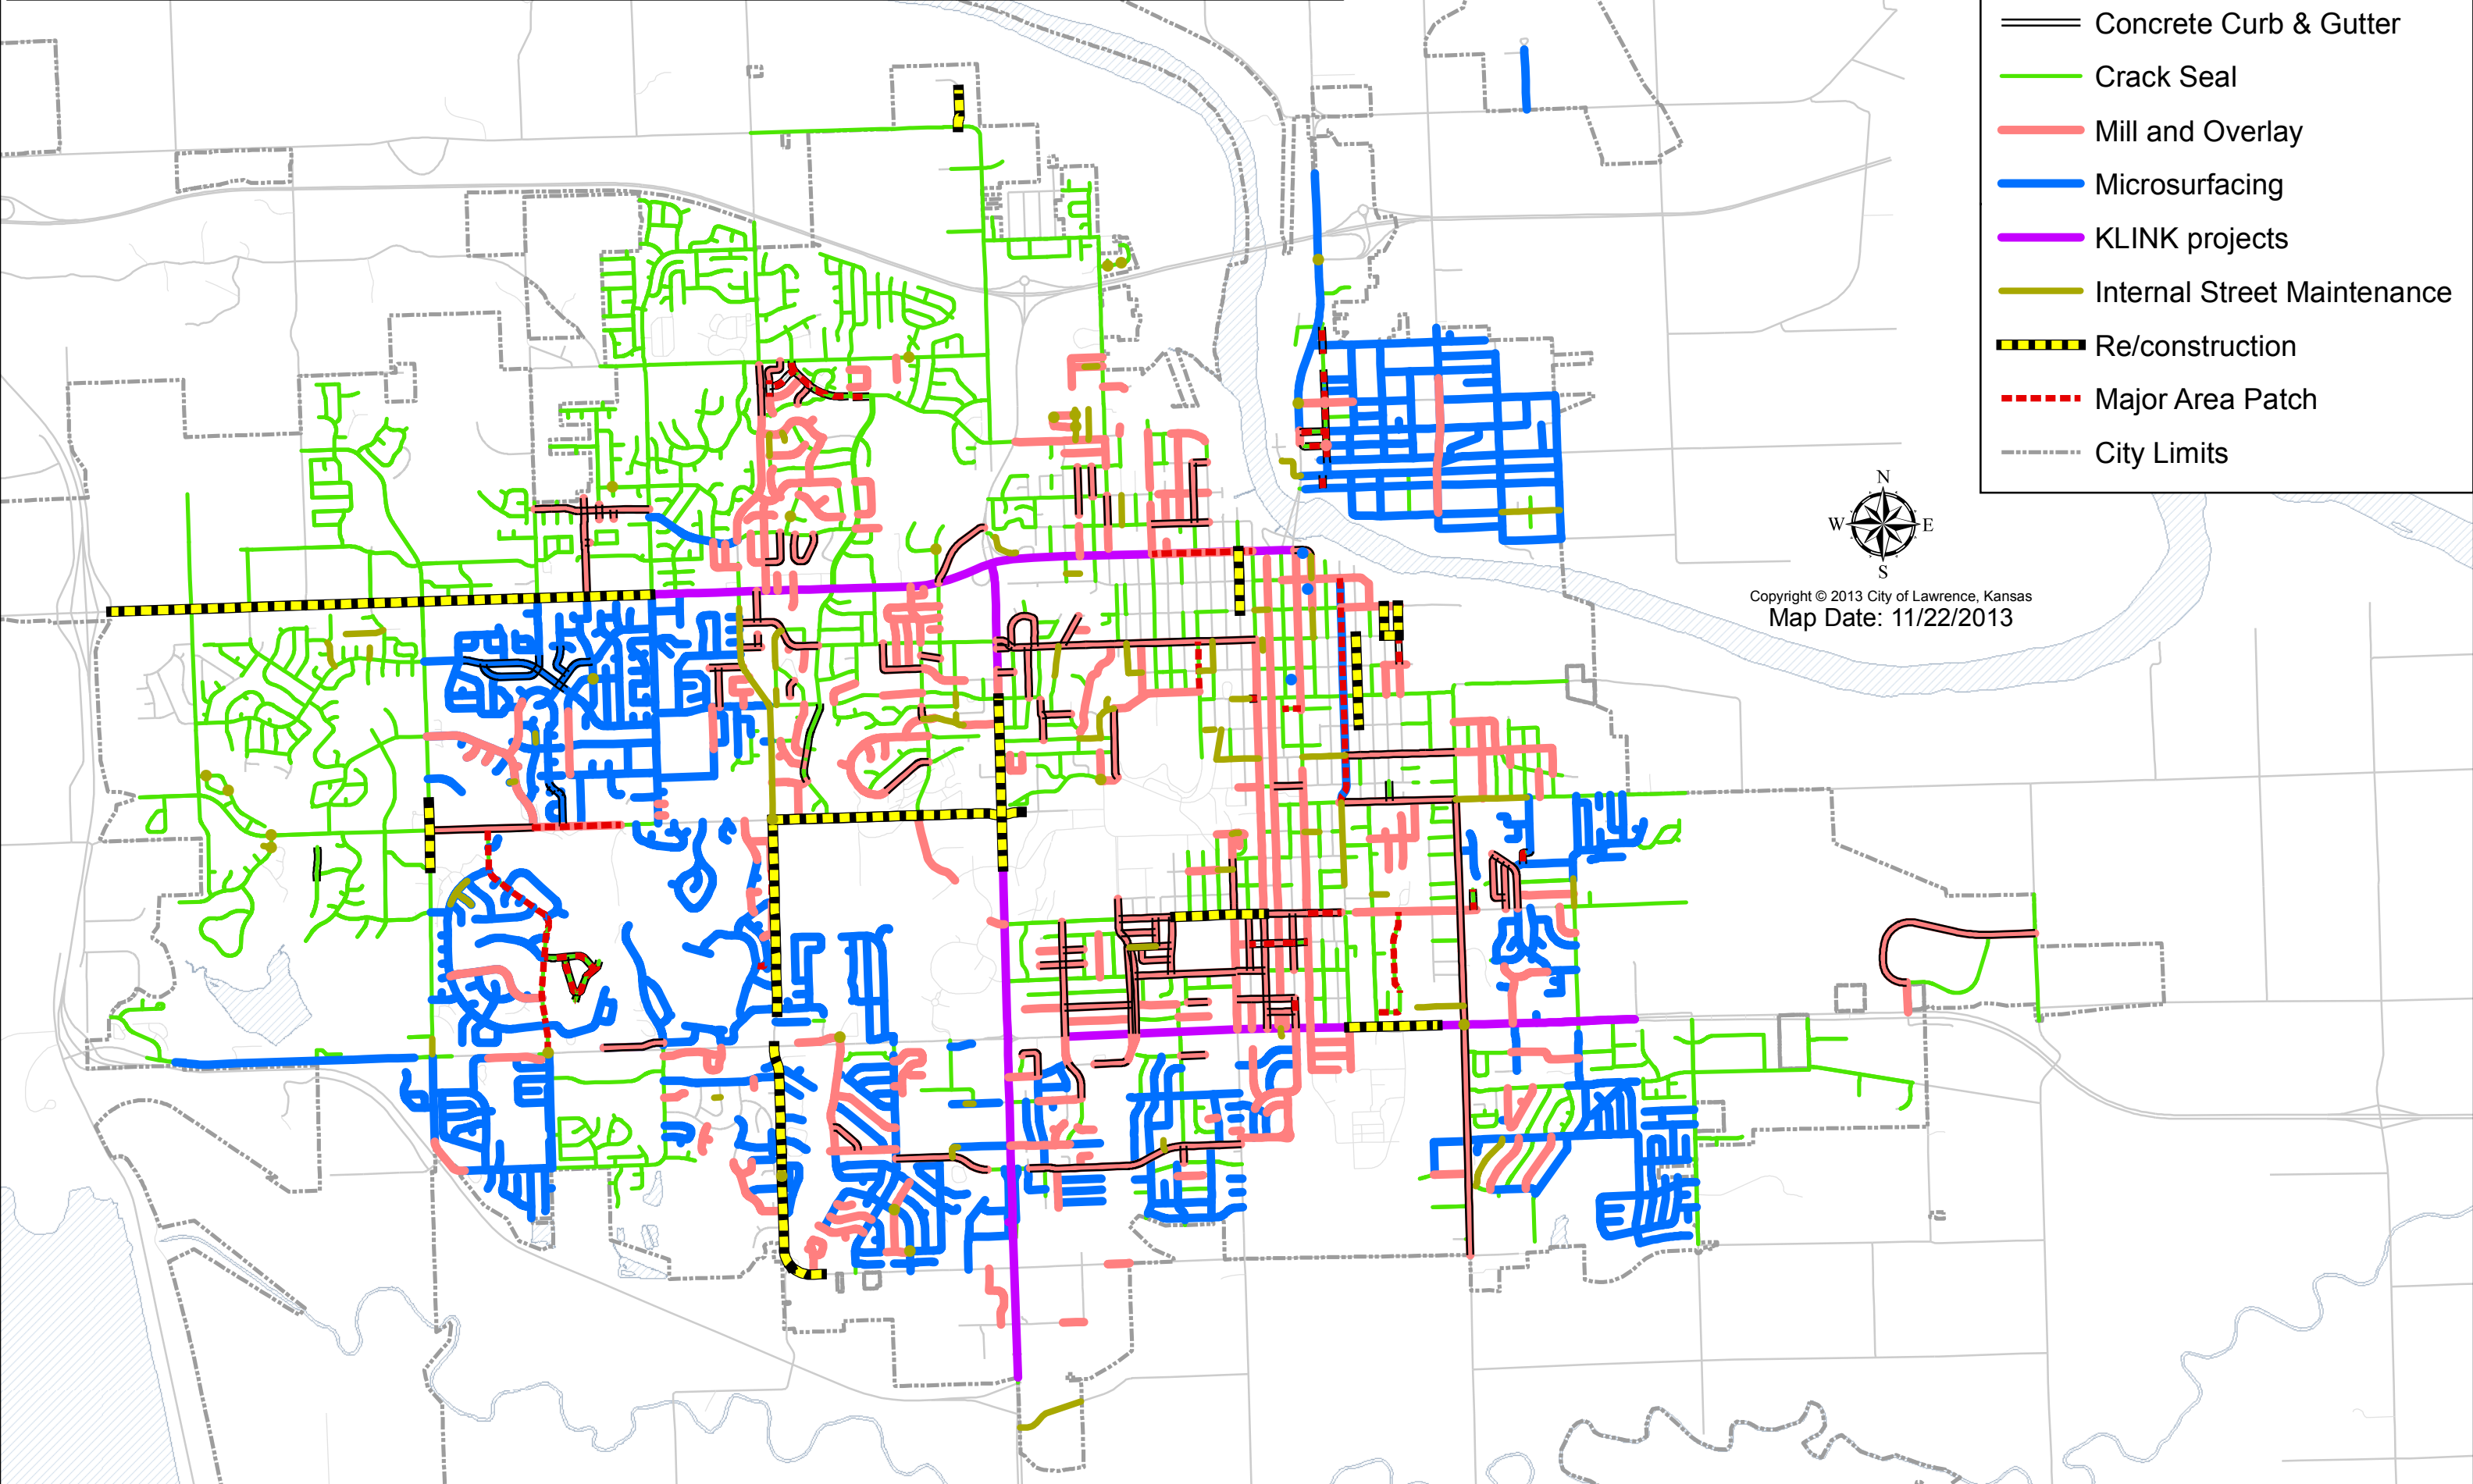 Concrete Curb & Gutter
Crack Seal
Mill and Overlay
Microsurfacing
KLINK projects
Internal Street Maintenance
Re/construction
Major Area Patch
City Limits
N
W E
S
Copyright © 2013 City of Lawrence, Kansas
Map Date: 11/22/2013